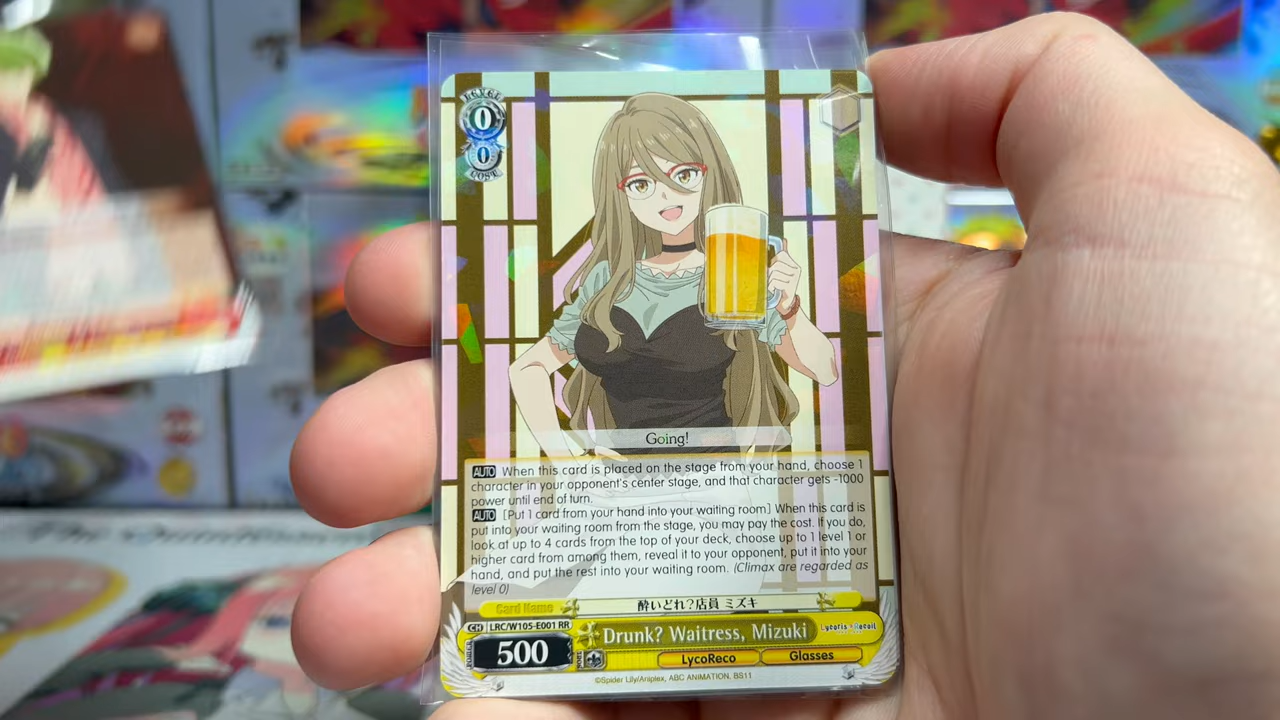 LEVEL
0
0
COST
Going!
AUTO When this card is placed on the stage from your hand, choose 1
character in your opponent's center stage, and that character gets -1000
power until end of turn.
AUTO [Put 1 card from your hand into your waiting room] When this card is
put into your waiting room from the stage, you may pay the cost. If you do,
look at up to 4 cards from the top of your deck, choose up to 1 level 1 or
higher card from among them, reveal it to your opponent, put it into your
hand, and put the rest into your waiting room. (Climax are regarded as
level 0)
Card Name
酔いどれ?店員 ミズキ
CH LRC/W105-E001 RR
Drunk? Waitress, Mizuki
Lycoris Recoil
POWER
500
SOUL
LycoReco
Glasses
©Spider Lily/Aniplex, ABC ANIMATION, BS11